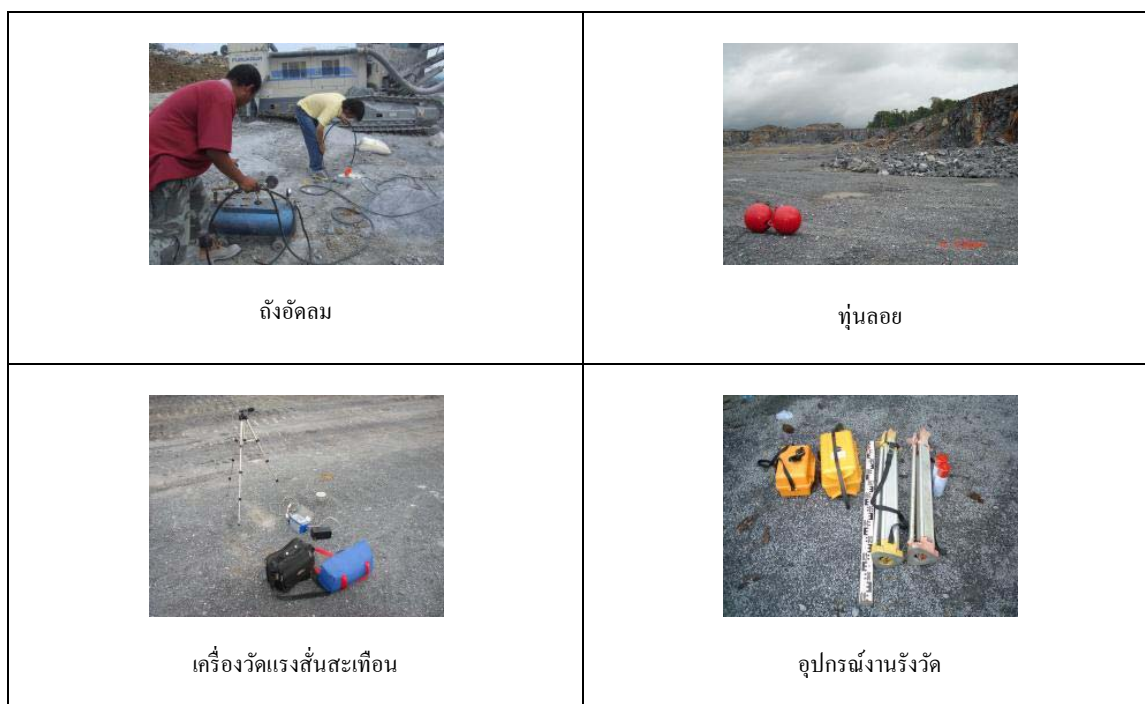 FURUKAWA
ถังอัดลม
ทุ่นลอย
เครื่องวัดแรงสั่นสะเทือน
อุปกรณ์งานรังวัด